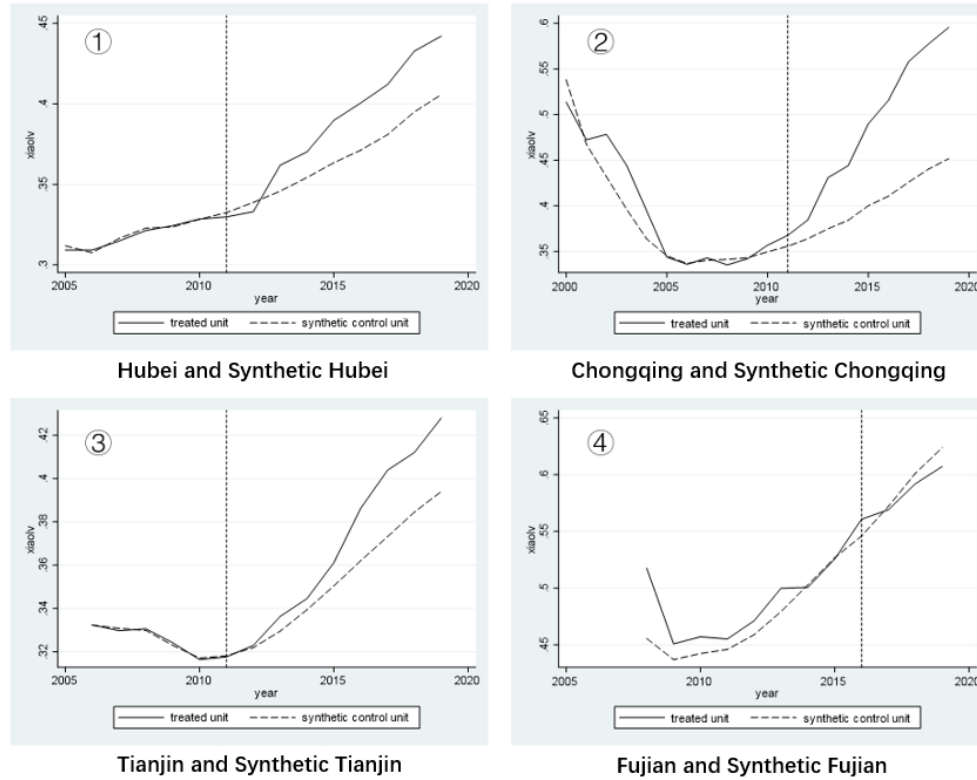 ①
.45
.4
.35
.3
xiaolv
2005 2010 2015 2020
year
treated unit synthetic control unit
Hubei and Synthetic Hubei
②
.6
.55
.5
.45
.4
.35
xiaolv
2000 2005 2010 2015 2020
year
treated unit synthetic control unit
Chongqing and Synthetic Chongqing
③
.42
.4
.38
.36
.34
.32
xiaolv
2005 2010 2015 2020
year
treated unit synthetic control unit
Tianjin and Synthetic Tianjin
④
.65
.6
.55
.5
.45
xiaolv
2005 2010 2015 2020
year
treated unit synthetic control unit
Fujian and Synthetic Fujian